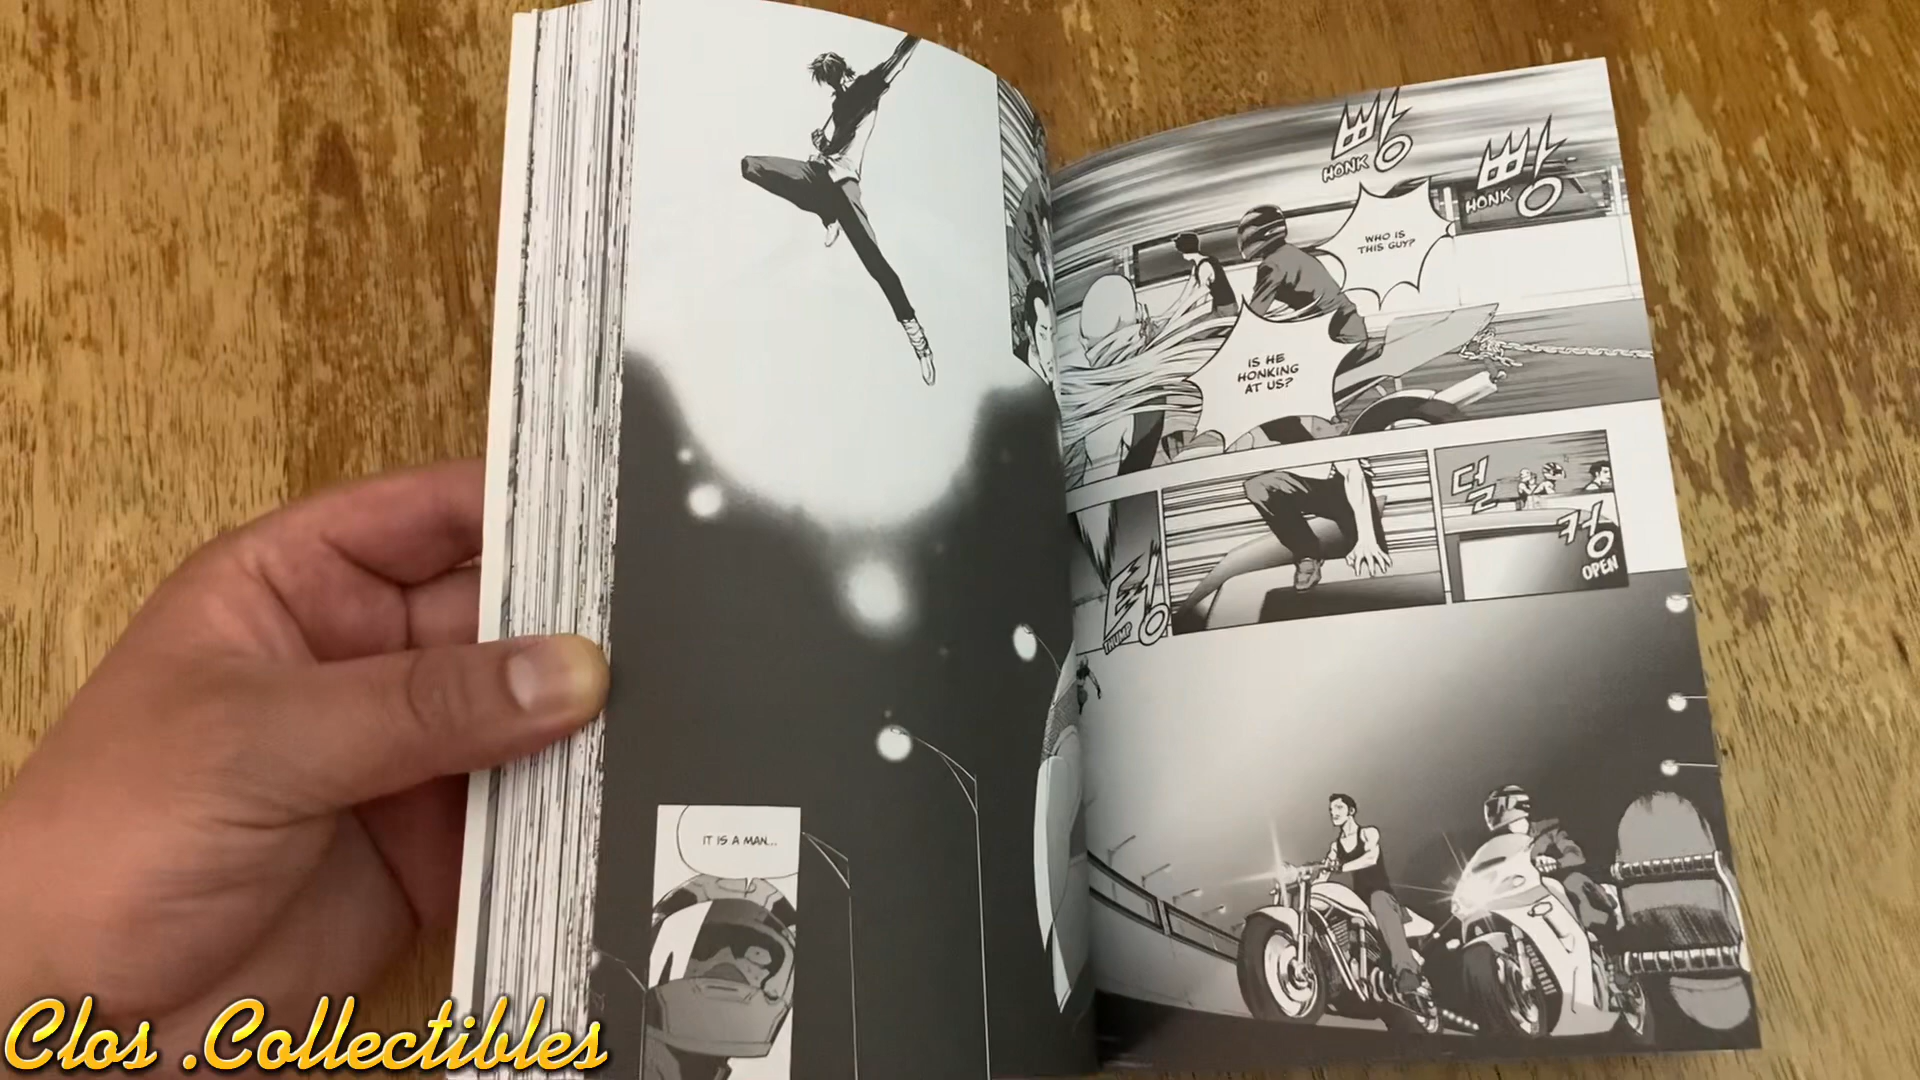 IT IS A MAN...
빵
HONK
빵
HONK
WHO IS
THIS GUY?
IS HE
HONKING
AT US?
텅
THUMP
덜
컹
OPEN
Clos .Collectibles